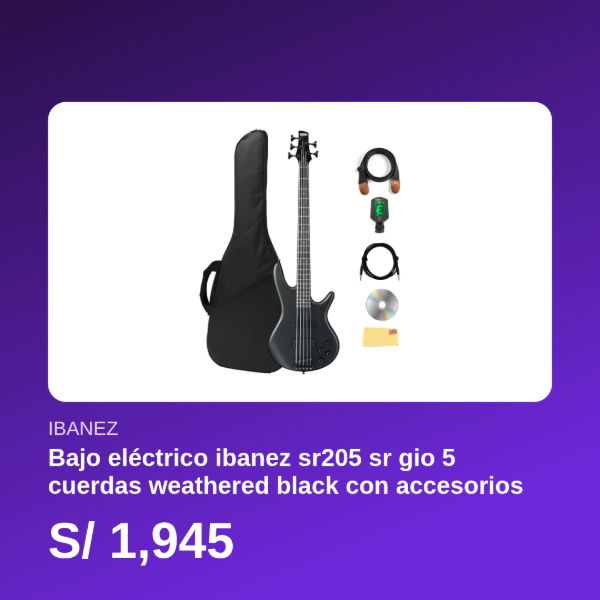 IBANEZ
Bajo eléctrico ibanez sr205 sr gio 5
cuerdas weathered black con accesorios
S/ 1,945